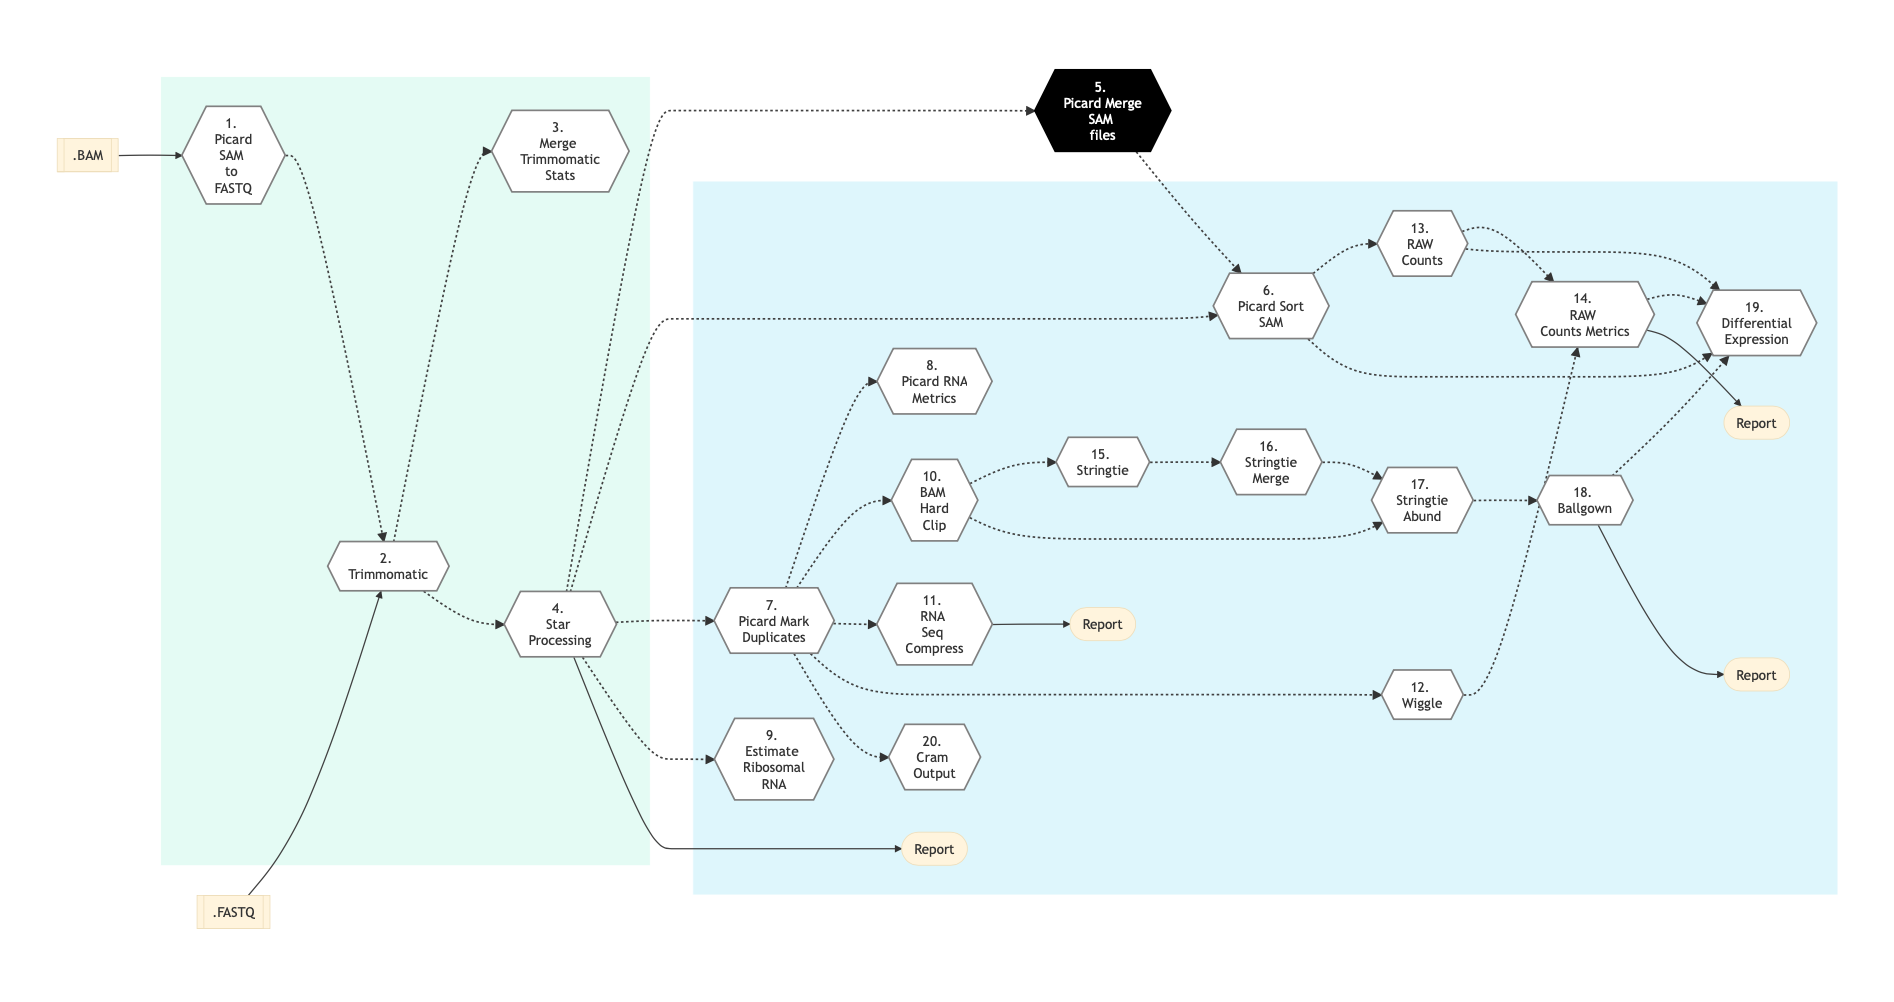 .BAM
1.
Picard
SAM
to
FASTQ
3.
Merge
Trimmomatic
Stats
5.
Picard Merge
SAM
files
2.
Trimmomatic
4.
Star
Processing
.FASTQ
6.
Picard Sort
SAM
13.
RAW
Counts
14.
RAW
Counts Metrics
19.
Differential
Expression
Report
8.
Picard RNA
Metrics
10.
BAM
Hard
Clip
15.
Stringtie
16.
Stringtie
Merge
17.
Stringtie
Abund
18.
Ballgown
Report
7.
Picard Mark
Duplicates
11.
RNA
Seq
Compress
Report
12.
Wiggle
9.
Estimate
Ribosomal
RNA
20.
Cram
Output
Report